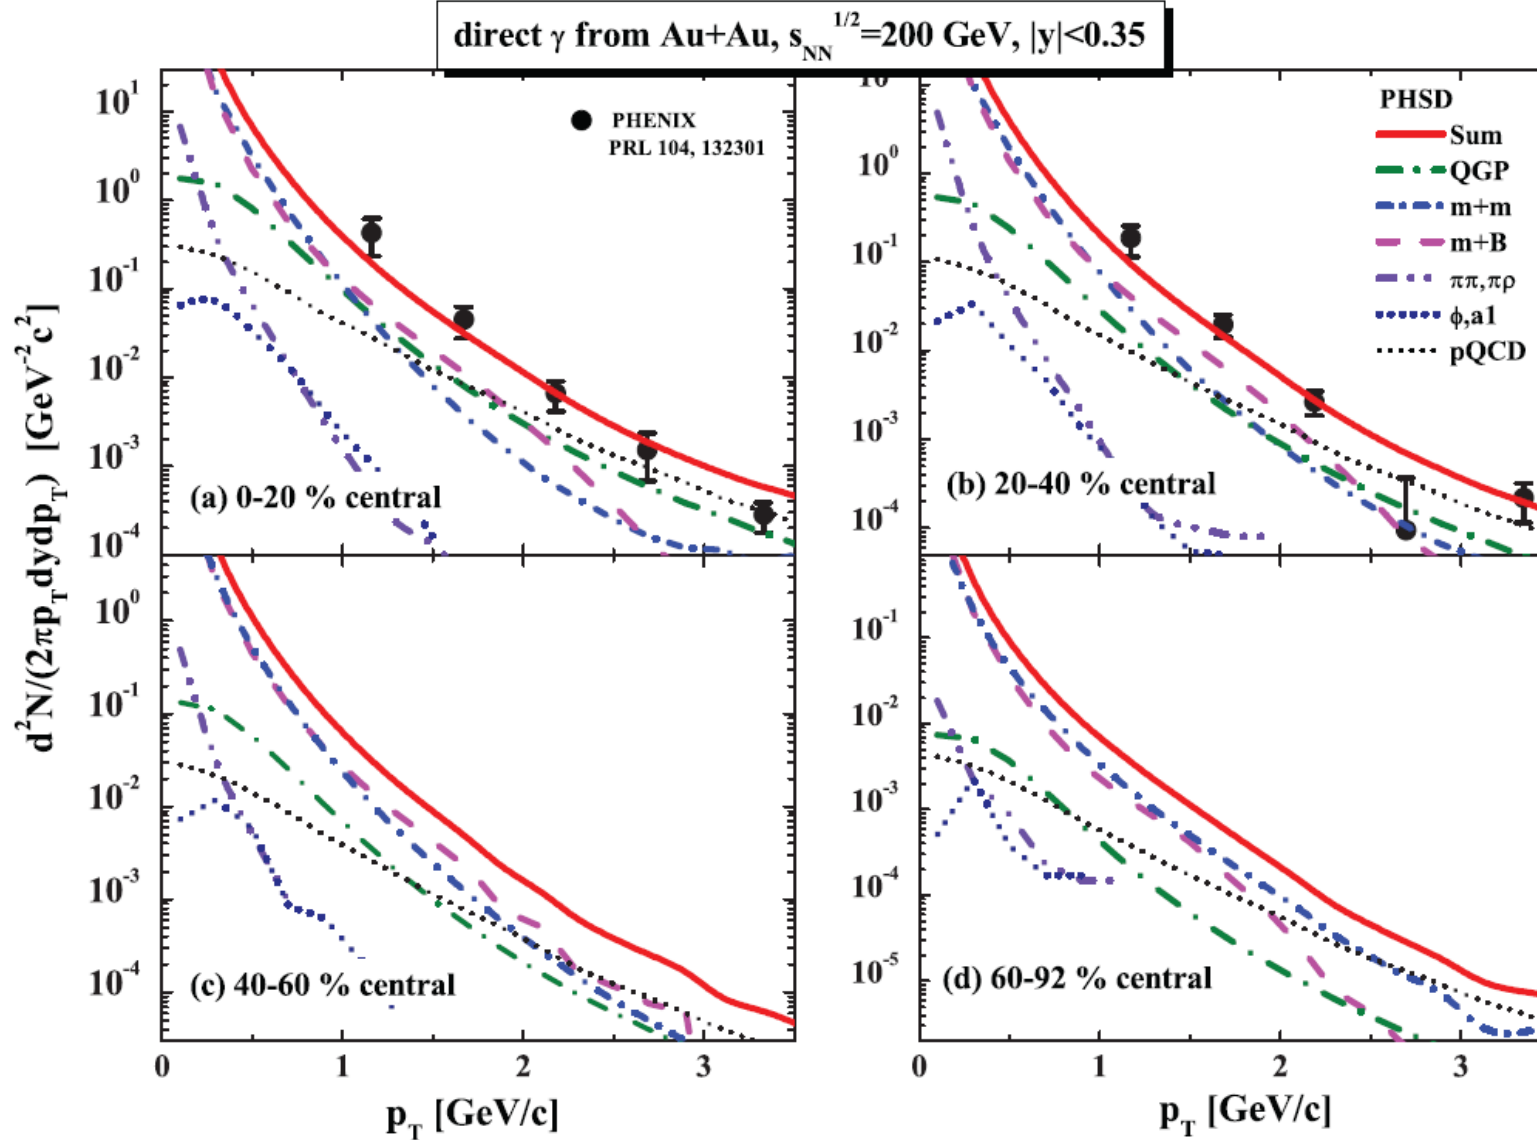 direct γ from Au+Au, s_NN^1/2=200 GeV, |y|<0.35
d²N/(2πp_T dydp_T) [GeV⁻²c²]
10¹
10⁰
10⁻¹
10⁻²
10⁻³
10⁻⁴
PHENIX
PRL 104, 132301
(a) 0-20 % central
10⁰
10⁻¹
10⁻²
10⁻³
10⁻⁴
PHSD
Sum
QGP
m+m
m+B
ππ,πρ
ϕ,a1
pQCD
(b) 20-40 % central
10⁰
10⁻¹
10⁻²
10⁻³
10⁻⁴
(c) 40-60 % central
0 1 2 3
p_T [GeV/c]
10⁻¹
10⁻²
10⁻³
10⁻⁴
10⁻⁵
(d) 60-92 % central
0 1 2 3
p_T [GeV/c]